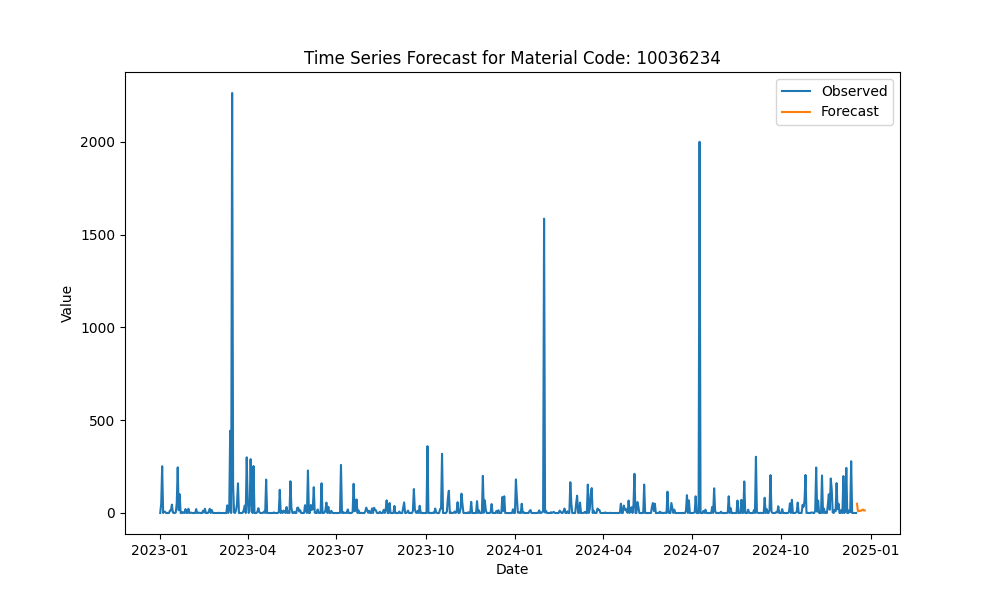 Time Series Forecast for Material Code: 10036234
Observed
Forecast
2000
1500
1000
500
0
Value
2023-01
2023-04
2023-07
2023-10
2024-01
2024-04
2024-07
2024-10
2025-01
Date